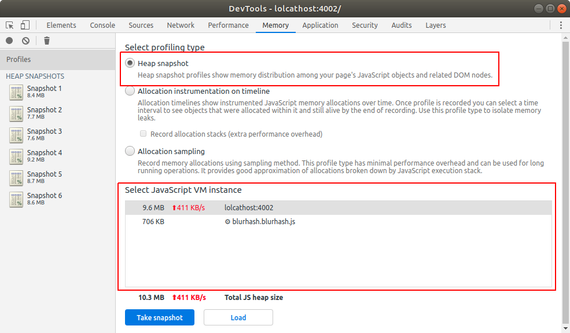 DevTools - lolcathost:4002/
Elements Console Sources Network Performance Memory Application Security Audits Layers
Profiles
HEAP SNAPSHOTS
Snapshot 1
8.4 MB
Snapshot 2
7.7 MB
Snapshot 3
7.6 MB
Snapshot 4
9.2 MB
Snapshot 5
8.7 MB
Snapshot 6
8.6 MB
Select profiling type
Heap snapshot
Heap snapshot profiles show memory distribution among your page's JavaScript objects and related DOM nodes.
Allocation instrumentation on timeline
Allocation timelines show instrumented JavaScript memory allocations over time. Once profile is recorded you can select a time
interval to see objects that were allocated within it and still alive by the end of recording. Use this profile type to isolate memory
leaks.
Record allocation stacks (extra performance overhead)
Allocation sampling
Record memory allocations using sampling method. This profile type has minimal performance overhead and can be used for long
running operations. It provides good approximation of allocations broken down by JavaScript execution stack.
Select JavaScript VM instance
9.6 MB ⬆411 KB/s lolcathost:4002
706 KB ⚙ blurhash.blurhash.js
10.3 MB ⬆411 KB/s Total JS heap size
Take snapshot Load